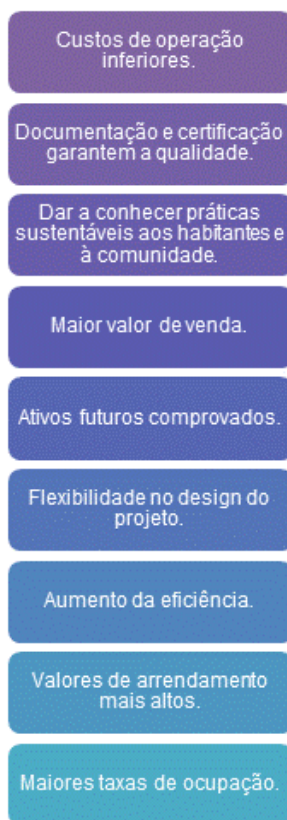 Custos de operação
inferiores.
Documentação e certificação
garantem a qualidade.
Dar a conhecer práticas
sustentáveis aos habitantes e
à comunidade.
Maior valor de venda.
Ativos futuros comprovados.
Flexibilidade no design do
projeto.
Aumento da eficiência.
Valores de arrendamento
mais altos.
Maiores taxas de ocupação.